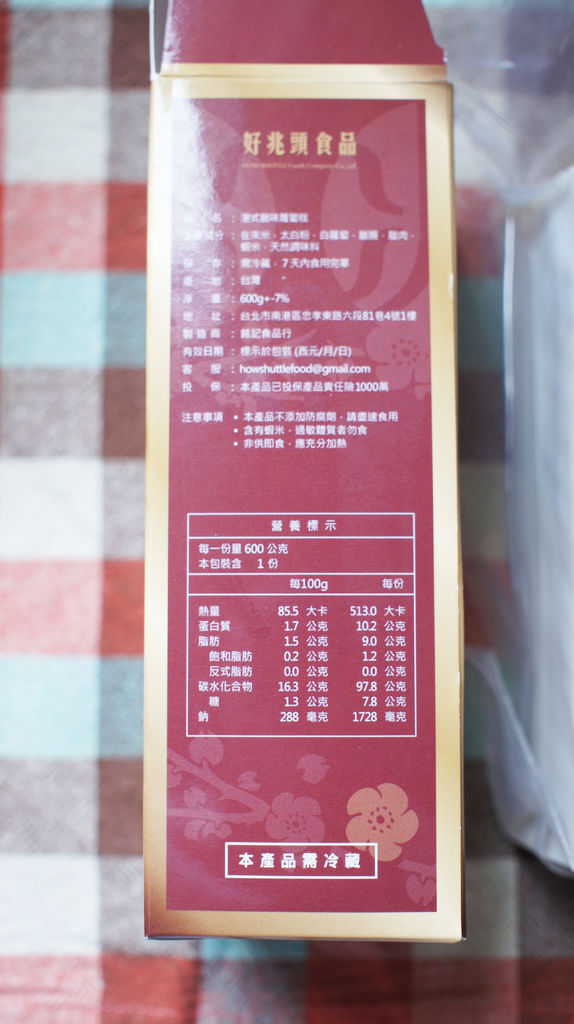 好兆頭食品
HOWSHUTTLE Foods Company Co.,Ltd
品 名 : 港式臘味蘿蔔糕
主要成分 : 在來米、太白粉、白蘿蔔、臘腸、臘肉、
蝦米、天然調味料
保 存 : 需冷藏，7天內食用完畢
產 地 : 台灣
淨 重 : 600g+-7%
地 址 : 台北市南港區忠孝東路六段81巷4號1樓
製造商 : 銘記食品行
有效日期 : 標示於包裝 (西元/月/日)
客 服 : howshuttlefood@gmail.com
投 保 : 本產品已投保產品責任險1000萬
注意事項 • 本產品不添加防腐劑，請盡速食用
• 含有蝦米，過敏體質者勿食
• 非供即食，應充分加熱
營養標示
每一份量 600 公克
本包裝含 1 份
每100g 每份
熱量 85.5 大卡 513.0 大卡
蛋白質 1.7 公克 10.2 公克
脂肪 1.5 公克 9.0 公克
飽和脂肪 0.2 公克 1.2 公克
反式脂肪 0.0 公克 0.0 公克
碳水化合物 16.3 公克 97.8 公克
糖 1.3 公克 7.8 公克
鈉 288 毫克 1728 毫克
本產品需冷藏